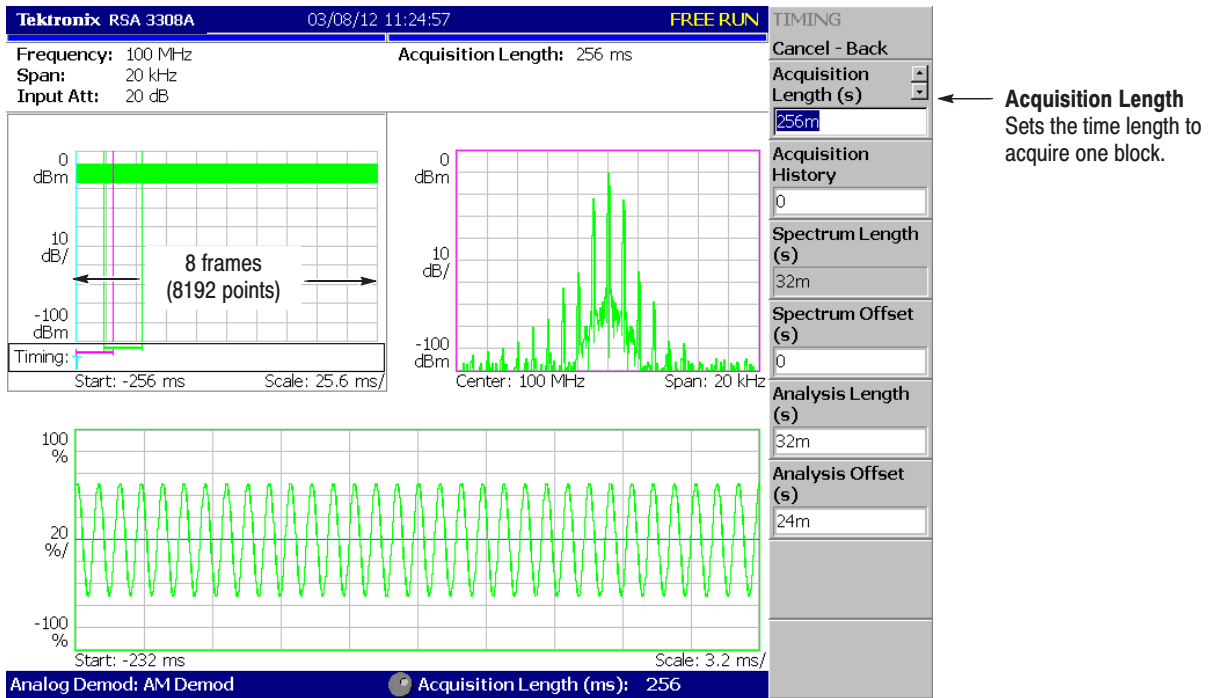 Tektronix RSA 3308A 03/08/12 11:24:57 FREE RUN
Frequency: 100 MHz
Span: 20 kHz
Input Att: 20 dB
Acquisition Length: 256 ms
0
dBm
10
dB/
-100
dBm
8 frames
(8192 points)
Timing:
Start: -256 ms Scale: 25.6 ms/
0
dBm
10
dB/
-100
dBm
Center: 100 MHz Span: 20 kHz
100
%
20
%/
-100
%
Start: -232 ms Scale: 3.2 ms/
Analog Demod: AM Demod Acquisition Length (ms): 256
TIMING
Cancel - Back
Acquisition
Length (s)
256m
Acquisition
History
0
Spectrum Length
(s)
32m
Spectrum Offset
(s)
0
Analysis Length
(s)
32m
Analysis Offset
(s)
24m
Acquisition Length
Sets the time length to
acquire one block.